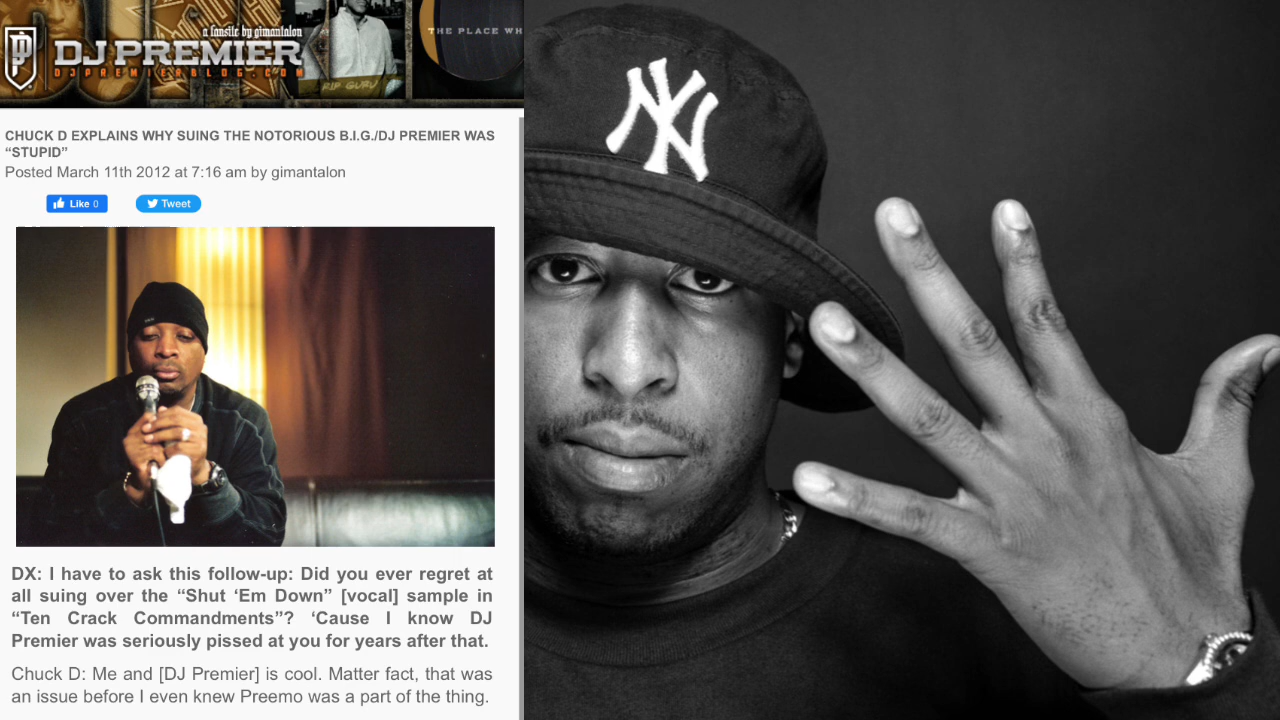 a fansite by gimantalon
DJ PREMIER
DJPREMIERBLOG.COM
RIP GURU
THE PLACE WH
CHUCK D EXPLAINS WHY SUING THE NOTORIOUS B.I.G./DJ PREMIER WAS
“STUPID”
Posted March 11th 2012 at 7:16 am by gimantalon
Like 0
Tweet
DX: I have to ask this follow-up: Did you ever regret at
all suing over the “Shut ‘Em Down” [vocal] sample in
“Ten Crack Commandments”? ‘Cause I know DJ
Premier was seriously pissed at you for years after that.
Chuck D: Me and [DJ Premier] is cool. Matter fact, that was
an issue before I even knew Preemo was a part of the thing.
NY